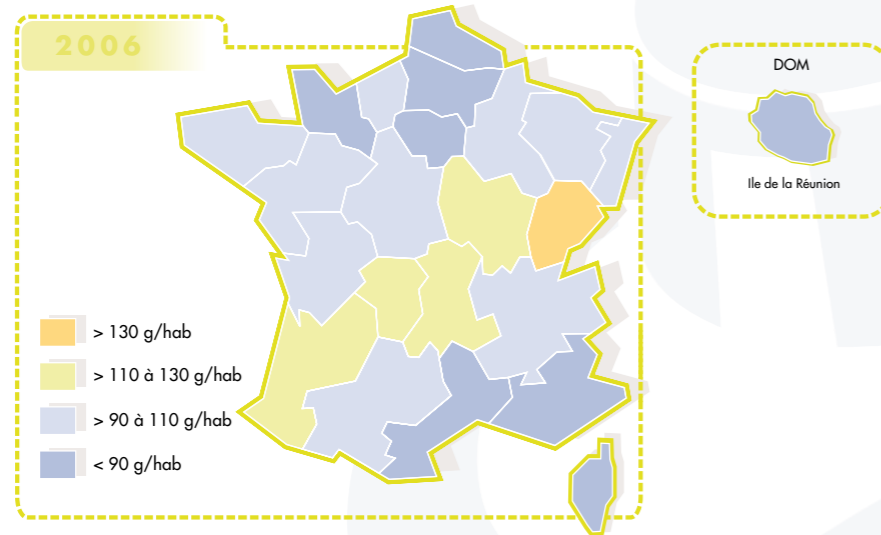 2006
DOM
Ile de la Réunion
> 130 g/hab
> 110 à 130 g/hab
> 90 à 110 g/hab
< 90 g/hab